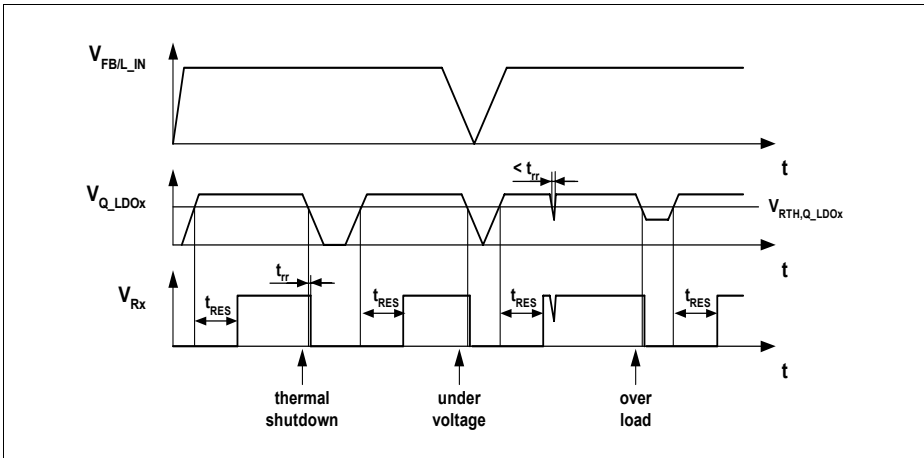 V_FB/L_IN
t
< t_rr
V_Q_LDOx
V_RTH,Q_LDOx
t
t_rr
V_Rx
t_RES
t_RES
t_RES
t_RES
t
thermal
shutdown
under
voltage
over
load